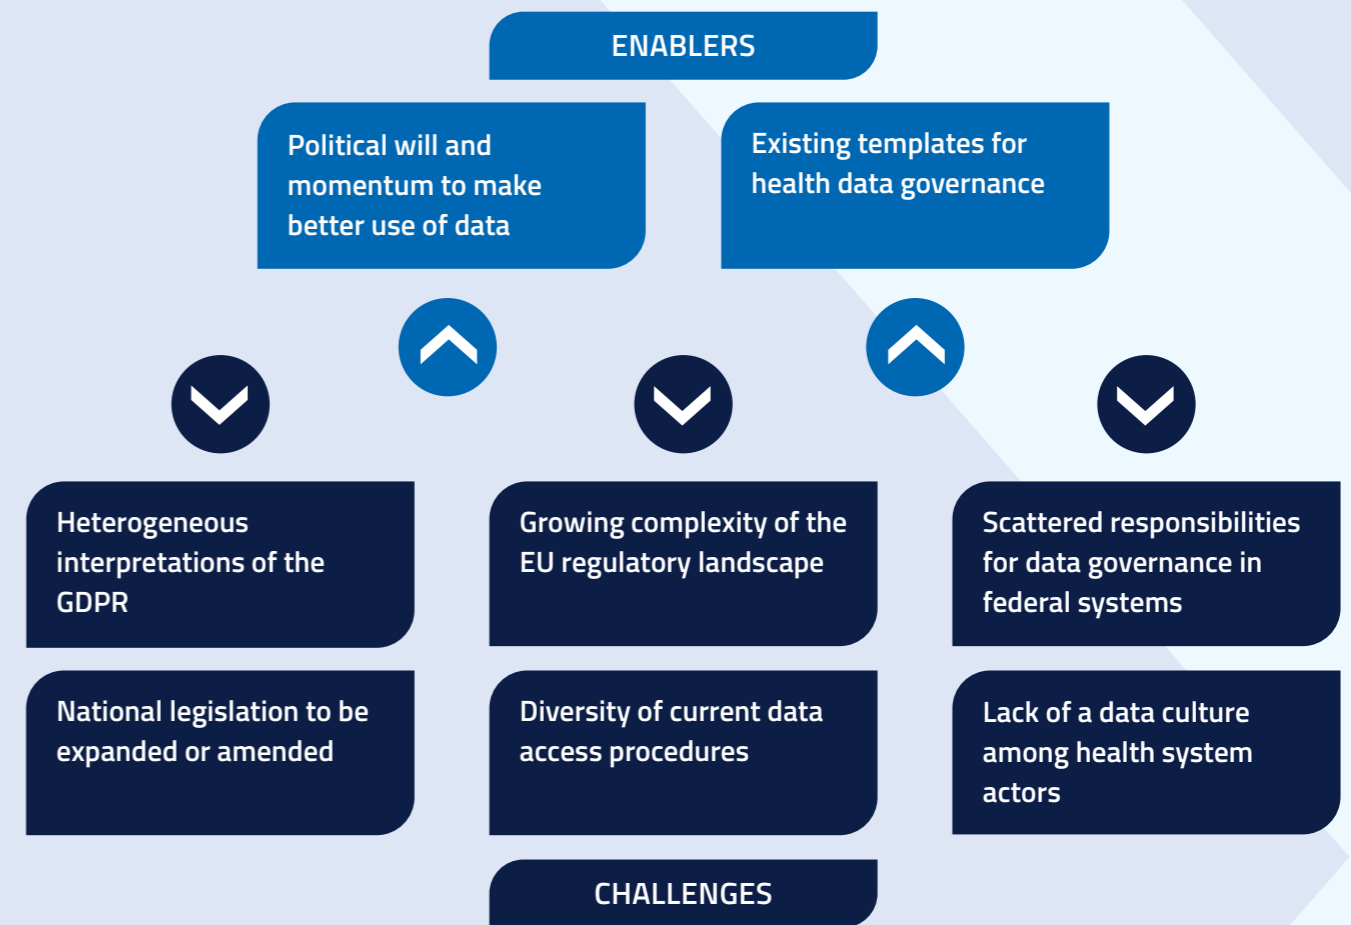 ENABLERS
Political will and
momentum to make
better use of data
Existing templates for
health data governance
Heterogeneous
interpretations of the
GDPR
Growing complexity of the
EU regulatory landscape
Scattered responsibilities
for data governance in
federal systems
National legislation to be
expanded or amended
Diversity of current data
access procedures
Lack of a data culture
among health system
actors
CHALLENGES